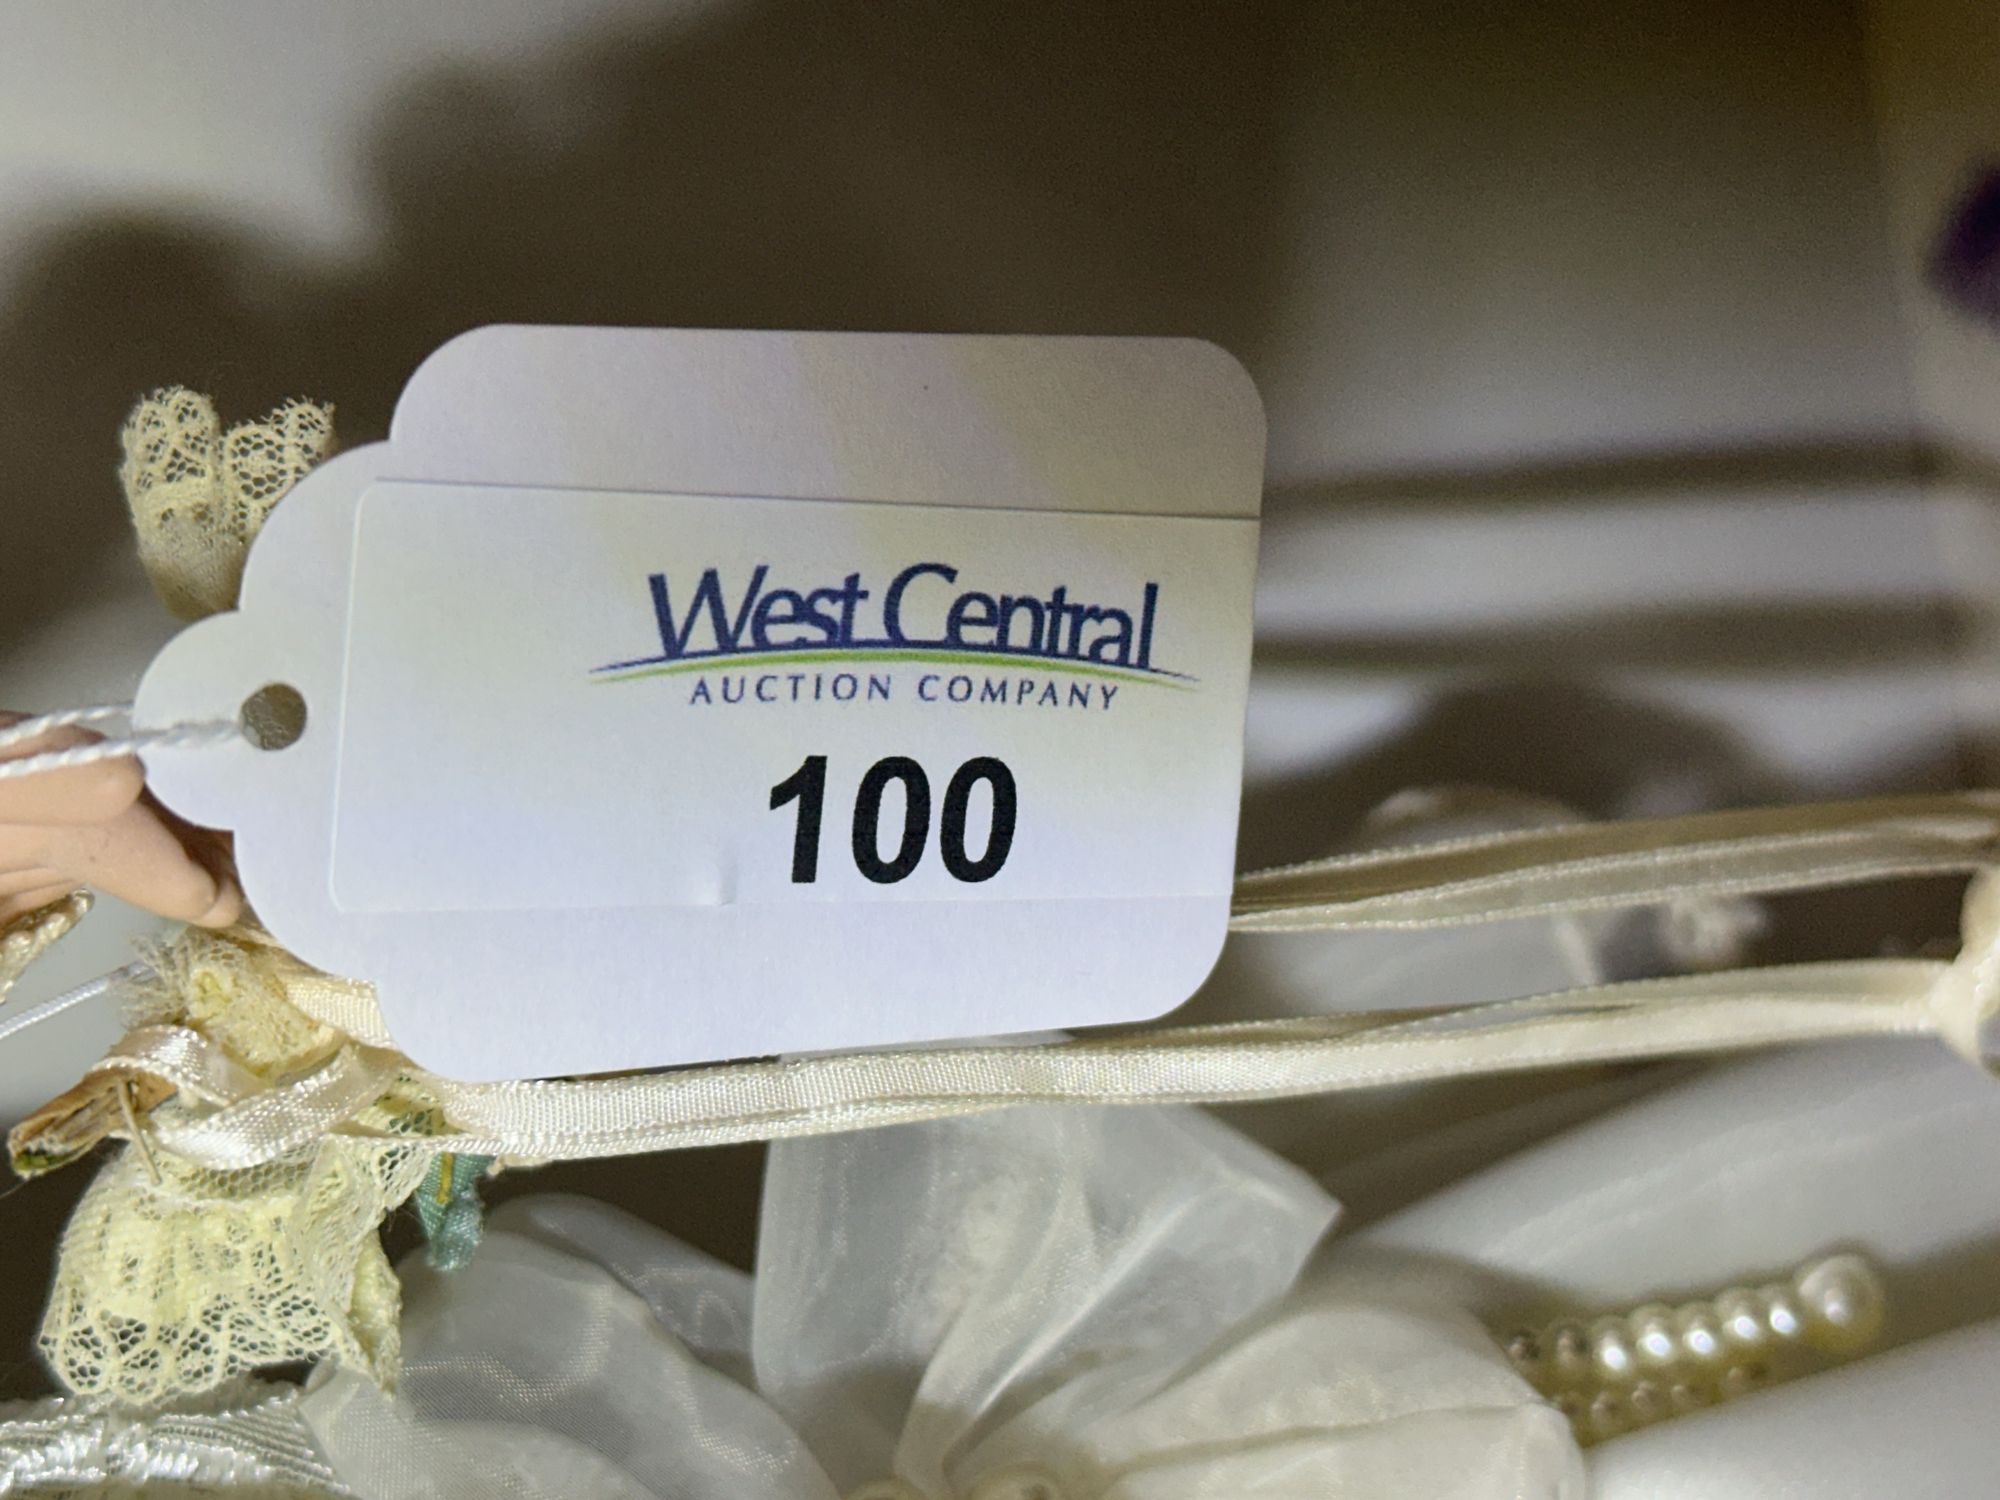 West Central
AUCTION COMPANY
100